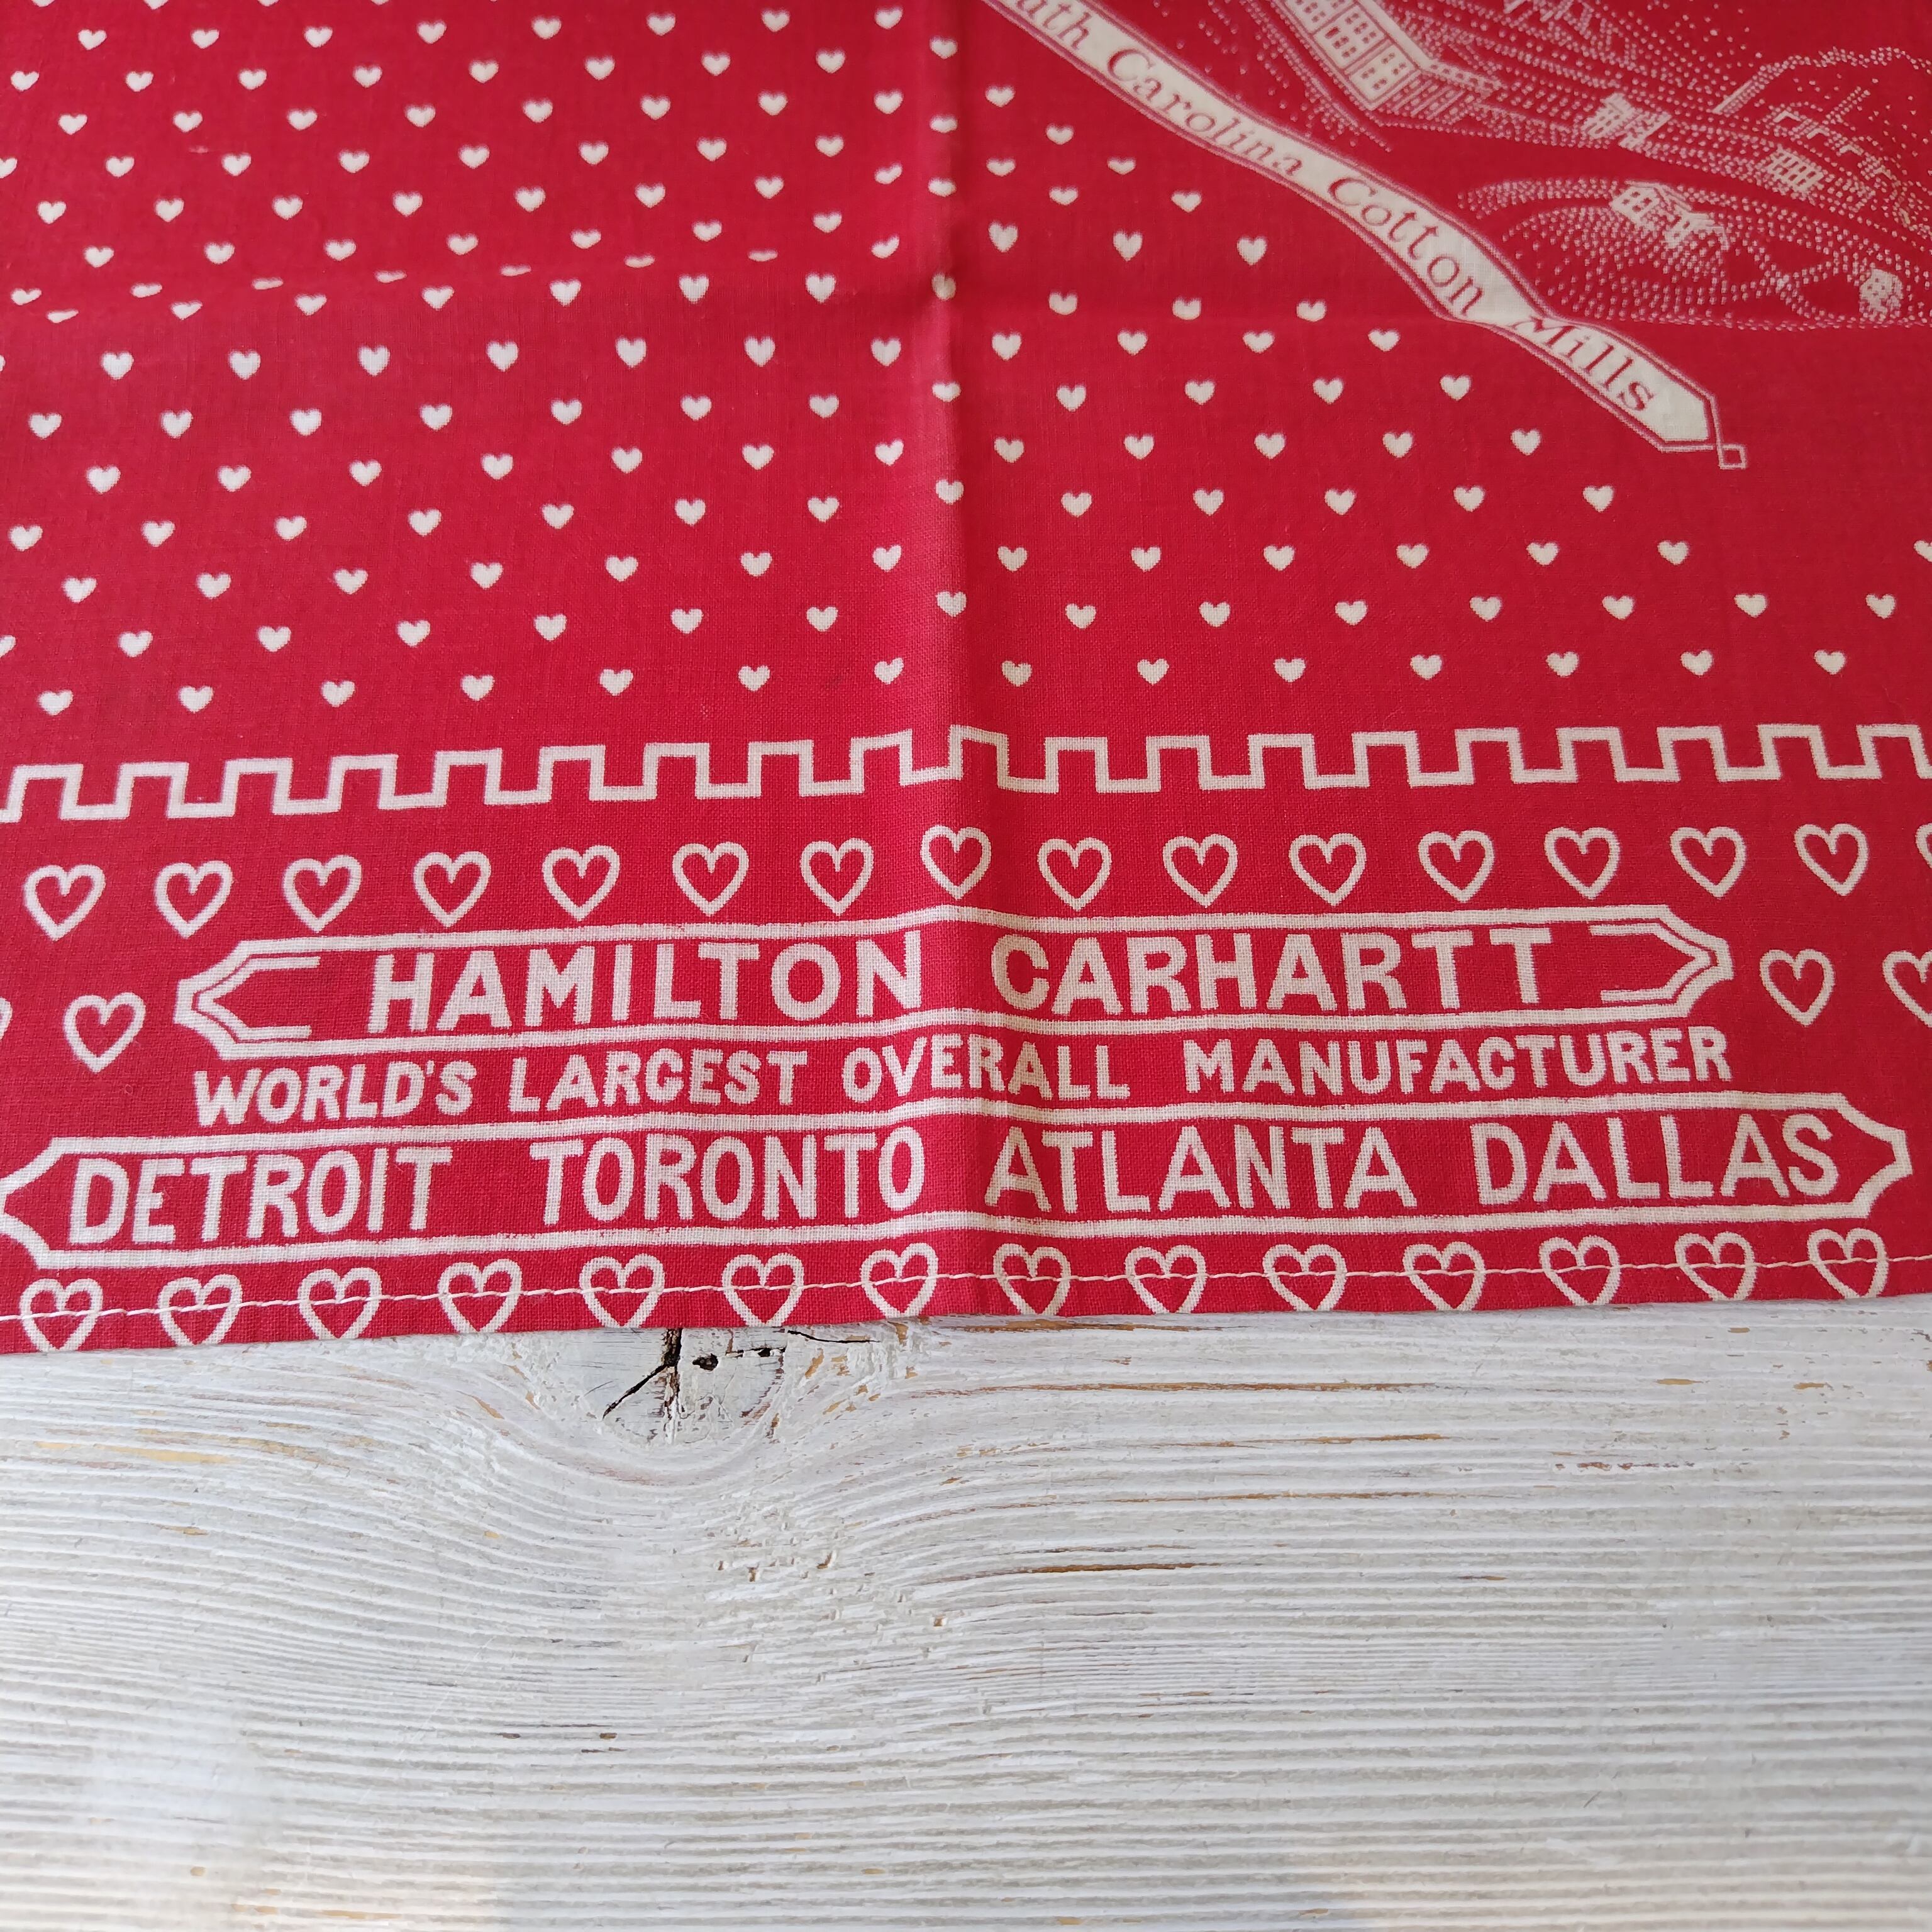 Carolina Cotton Mills
HAMILTON CARHARTT
WORLD'S LARGEST OVERALL MANUFACTURER
DETROIT TORONTO ATLANTA DALLAS